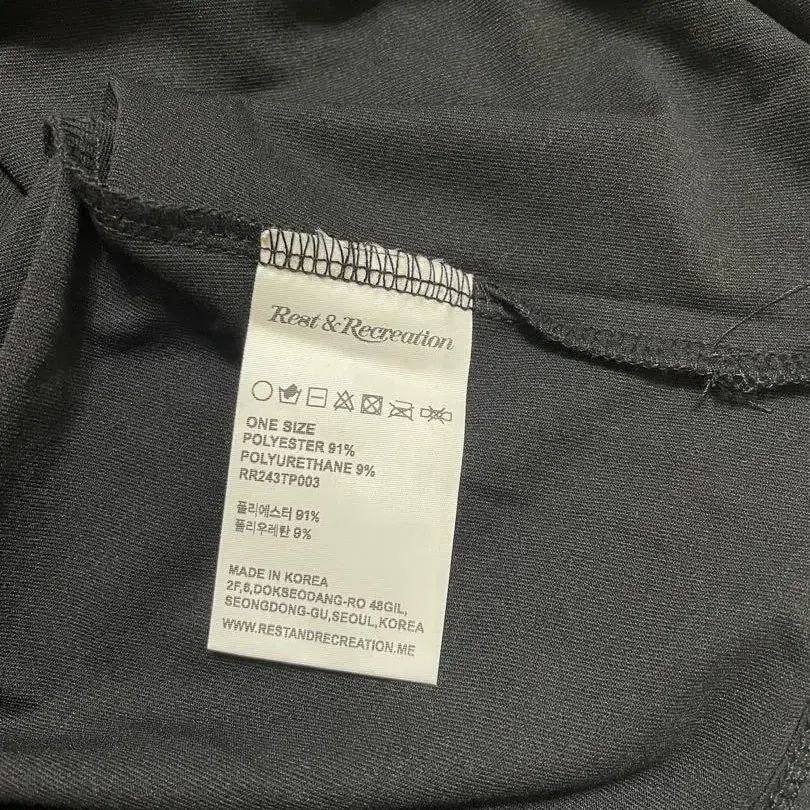 Rest & Recreation
ONE SIZE
POLYESTER 91%
POLYURETHANE 9%
RR243TP003
폴리에스터 91%
폴리우레탄 9%
MADE IN KOREA
2F,6,DOKSEODANG-RO 48GIL,
SEONGDONG-GU,SEOUL,KOREA
WWW.RESTANDRECREATION.ME